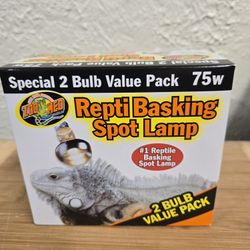 Special 2 Bulb Value Pack 75w
ZOO MED
Repti Basking
Spot Lamp
#1 Reptile
Basking
Spot Lamp
2 BULB
VALUE PACK